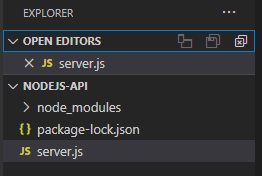 EXPLORER
OPEN EDITORS
JS server.js
NODEJS-API
node_modules
{} package-lock.json
JS server.js